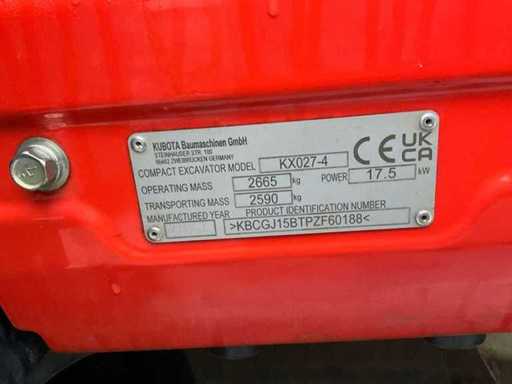 KUBOTA Baumaschinen GmbH
STEINHAUSER STR. 100
66482 ZWEIBRÜCKEN GERMANY
CE UK CA
COMPACT EXCAVATOR MODEL KX027-4
OPERATING MASS 2665 kg POWER 17.5 kW
TRANSPORTING MASS 2590 kg
MANUFACTURED YEAR PRODUCT IDENTIFICATION NUMBER
>KBCGJ15BTPZF60188<